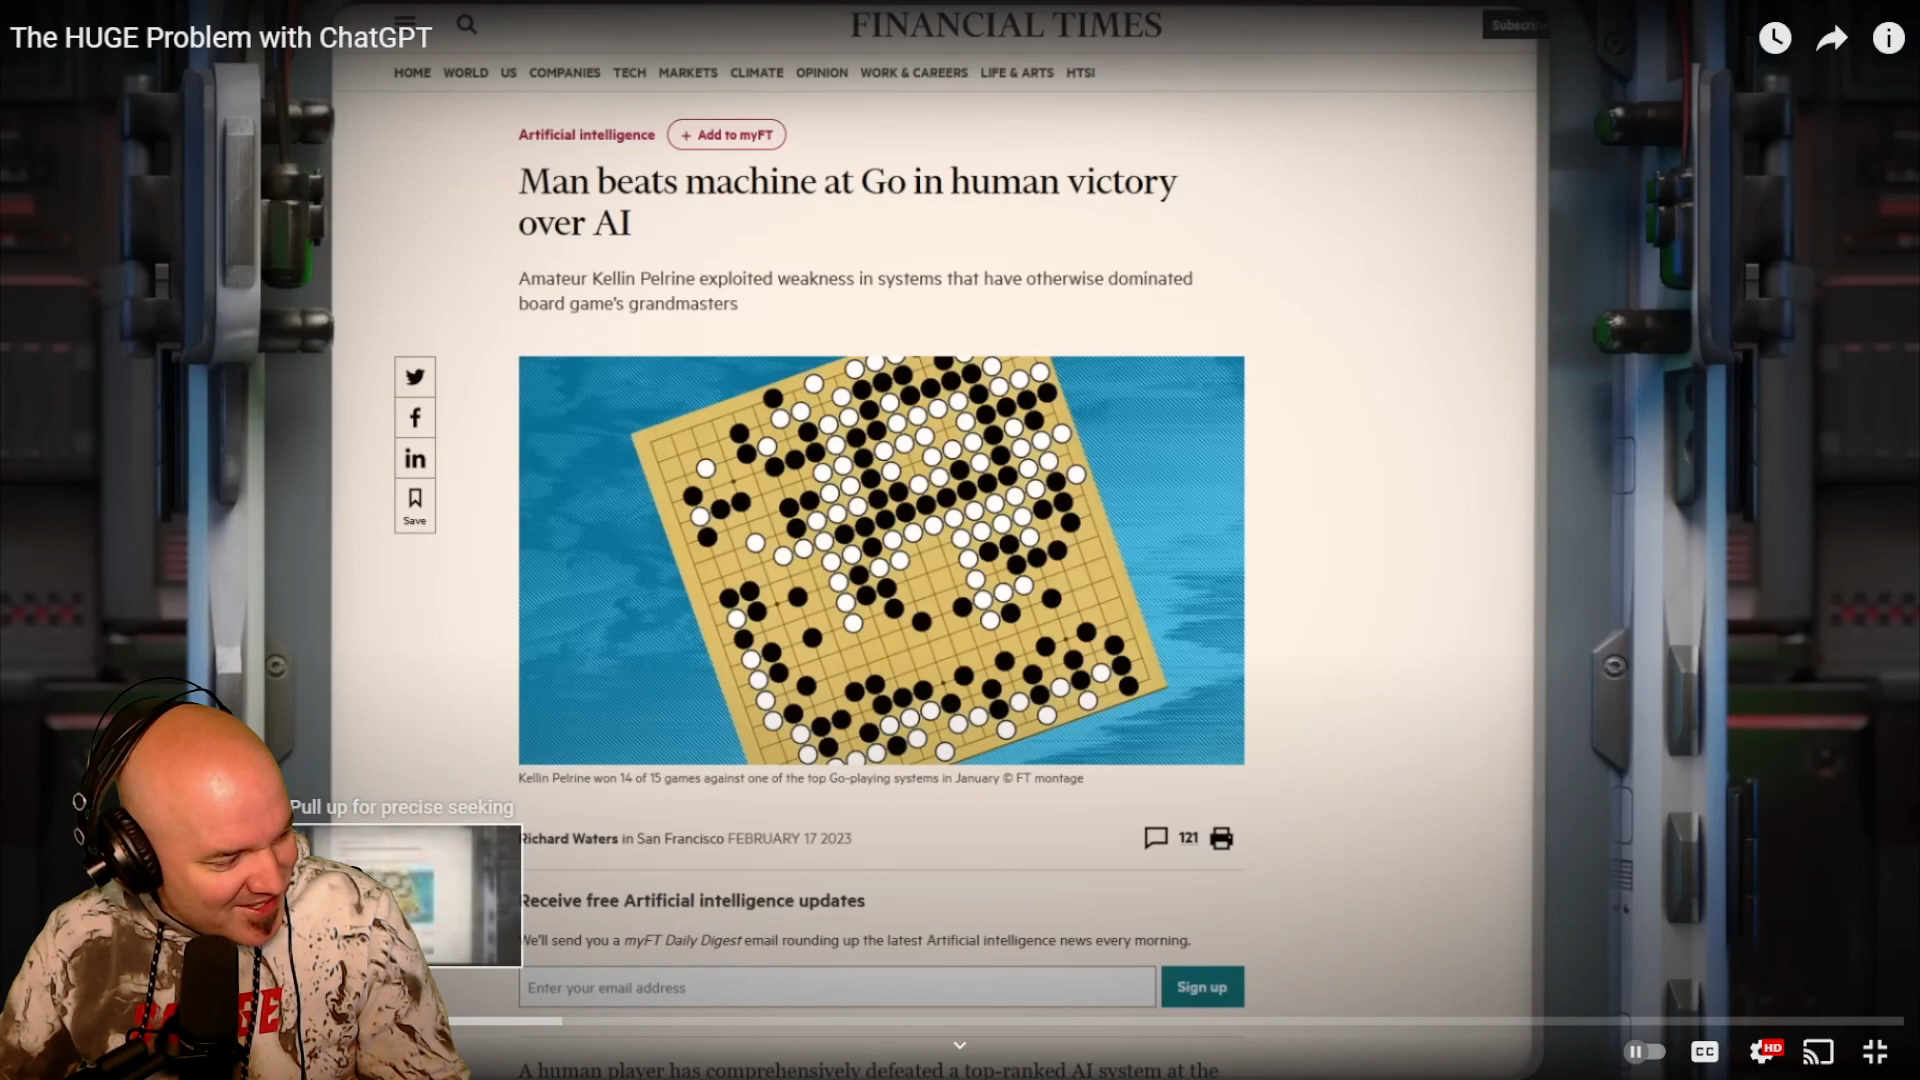 The HUGE Problem with ChatGPT
FINANCIAL TIMES
Subscribe
HOME WORLD US COMPANIES TECH MARKETS CLIMATE OPINION WORK & CAREERS LIFE & ARTS HTSI
Artificial intelligence + Add to myFT
Man beats machine at Go in human victory
over AI
Amateur Kellin Pelrine exploited weakness in systems that have otherwise dominated
board game's grandmasters
Save
Kellin Pelrine won 14 of 15 games against one of the top Go-playing systems in January © FT montage
Pull up for precise seeking
Richard Waters in San Francisco FEBRUARY 17 2023
121
Receive free Artificial intelligence updates
We'll send you a myFT Daily Digest email rounding up the latest Artificial intelligence news every morning.
Enter your email address
Sign up
CC
HD
A human player has comprehensively defeated a top-ranked AI system at the